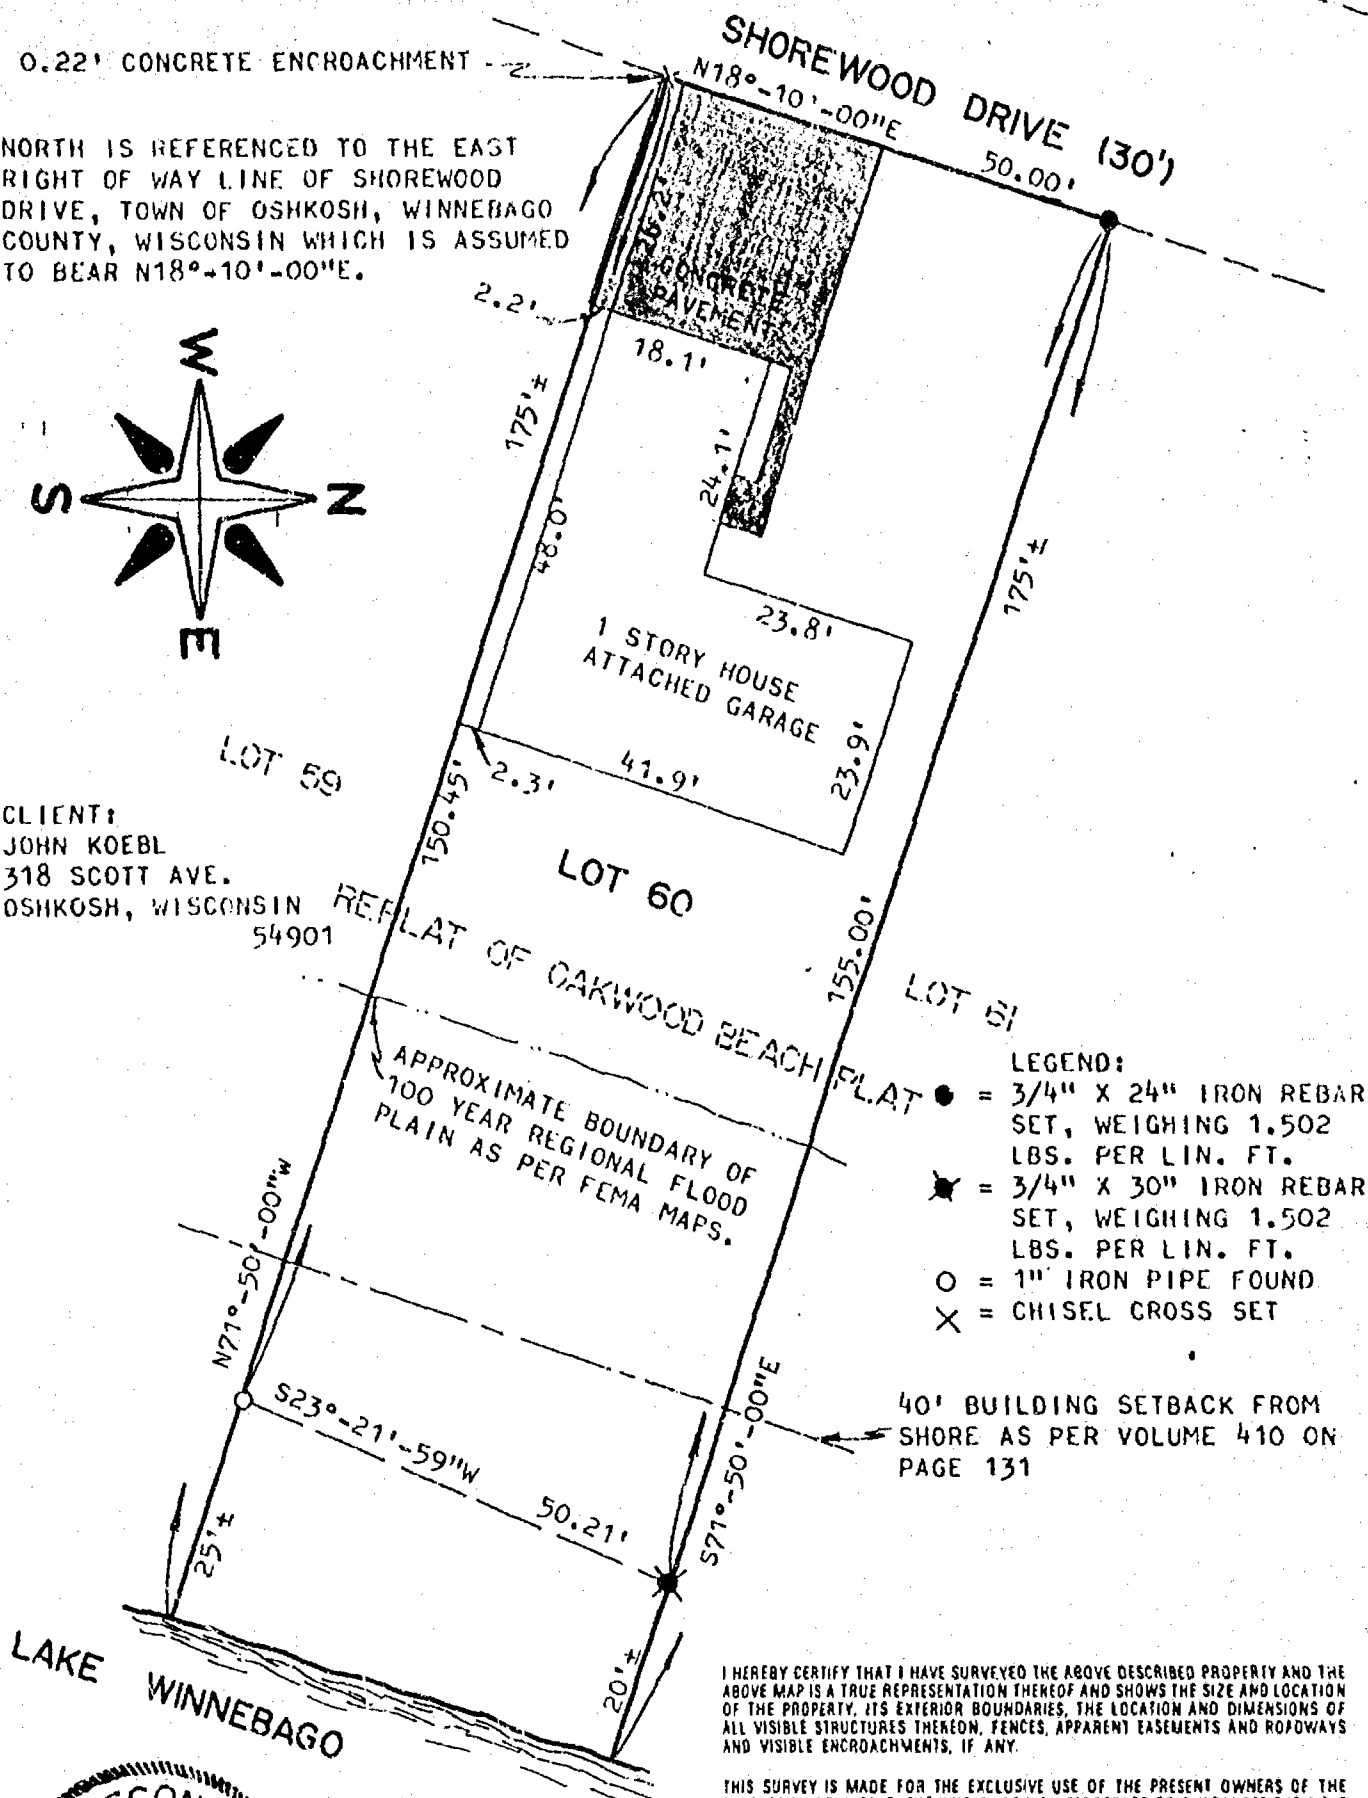 SHOREWOOD DRIVE (30')
0.22' CONCRETE ENCROACHMENT
N18°-10'-00"E
50.00'
NORTH IS REFERENCED TO THE EAST
RIGHT OF WAY LINE OF SHOREWOOD
DRIVE, TOWN OF OSHKOSH, WINNEBAGO
COUNTY, WISCONSIN WHICH IS ASSUMED
TO BEAR N18°-10'-00"E.
26.2'
CONCRETE
PAVEMENT
2.2'
18.1'
W
S
N
E
175'±
24.1'
48.0'
175'±
23.8'
1 STORY HOUSE
ATTACHED GARAGE
23.9'
LOT 59
2.3'
41.9'
150.45'
CLIENT:
JOHN KOEBL
318 SCOTT AVE.
OSHKOSH, WISCONSIN
54901
LOT 60
REPLAT OF OAKWOOD BEACH PLAT
155.00'
LOT 61
APPROXIMATE BOUNDARY OF
100 YEAR REGIONAL FLOOD
PLAIN AS PER FEMA MAPS.
LEGEND:
= 3/4" X 24" IRON REBAR
SET, WEIGHING 1.502
LBS. PER LIN. FT.
= 3/4" X 30" IRON REBAR
SET, WEIGHING 1.502
LBS. PER LIN. FT.
= 1" IRON PIPE FOUND
= CHISEL CROSS SET
N71°-50'-00"W
S23°-21'-59"W
50.21'
S71°-50'-00"E
40' BUILDING SETBACK FROM
SHORE AS PER VOLUME 410 ON
PAGE 131
25'±
20'±
LAKE WINNEBAGO
I HEREBY CERTIFY THAT I HAVE SURVEYED THE ABOVE DESCRIBED PROPERTY AND THE
ABOVE MAP IS A TRUE REPRESENTATION THEREOF AND SHOWS THE SIZE AND LOCATION
OF THE PROPERTY, ITS EXTERIOR BOUNDARIES, THE LOCATION AND DIMENSIONS OF
ALL VISIBLE STRUCTURES THEREON, FENCES, APPARENT EASEMENTS AND ROADWAYS
AND VISIBLE ENCROACHMENTS, IF ANY.
THIS SURVEY IS MADE FOR THE EXCLUSIVE USE OF THE PRESENT OWNERS OF THE